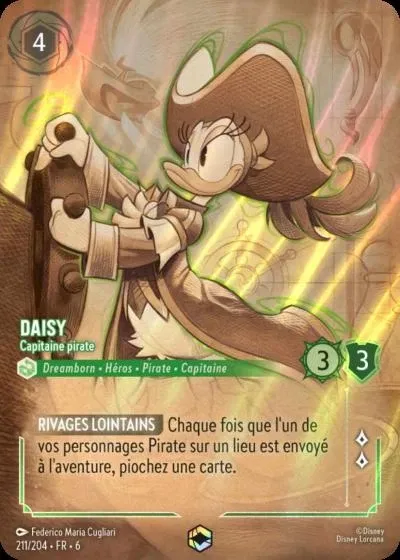 4
DAISY
Capitaine pirate
Dreamborn • Héros • Pirate • Capitaine
3
3
RIVAGES LOINTAINS Chaque fois que l'un de
vos personnages Pirate sur un lieu est envoyé
à l'aventure, piochez une carte.
Federico Maria Cugliari
211/204 • FR • 6
©Disney
Disney Lorcana